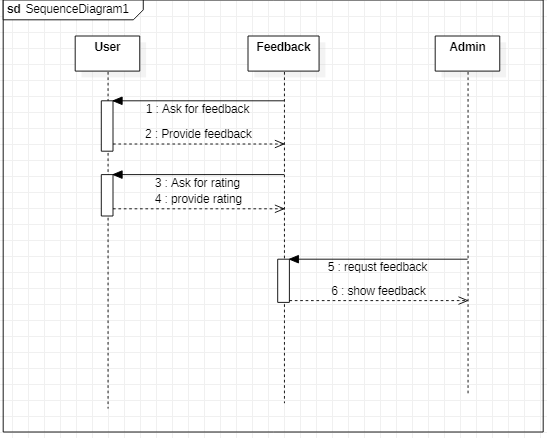 sd SequenceDiagram1
User
Feedback
Admin
1 : Ask for feedback
2 : Provide feedback
3 : Ask for rating
4 : provide rating
5 : requst feedback
6 : show feedback